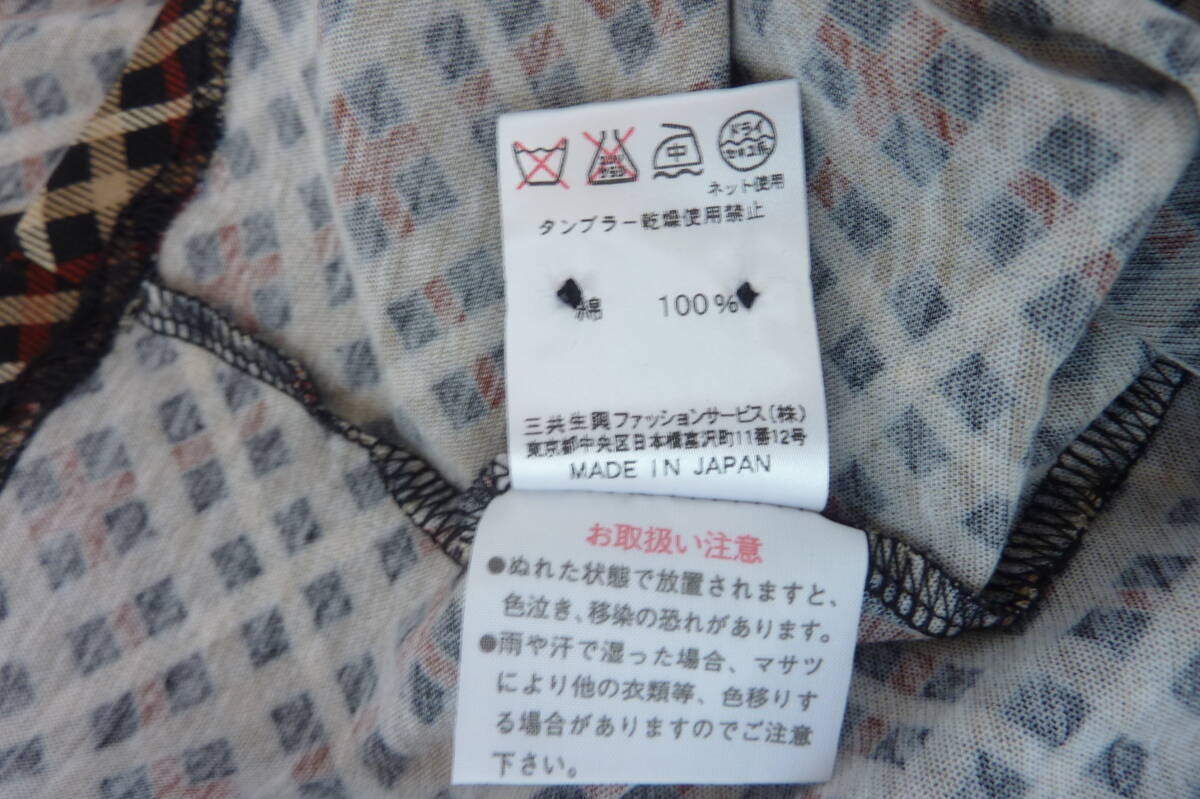 エンソ
サラシ
中
ドライ
セキユ系
ネット使用
タンブラー乾燥使用禁止
綿 100%
三共生興ファッションサービス(株)
東京都中央区日本橋富沢町11番12号
MADE IN JAPAN
お取扱い注意
●ぬれた状態で放置されますと、
色泣き、移染の恐れがあります。
●雨や汗で湿った場合、マサツ
により他の衣類等、色移りす
る場合がありますのでご注意
下さい。